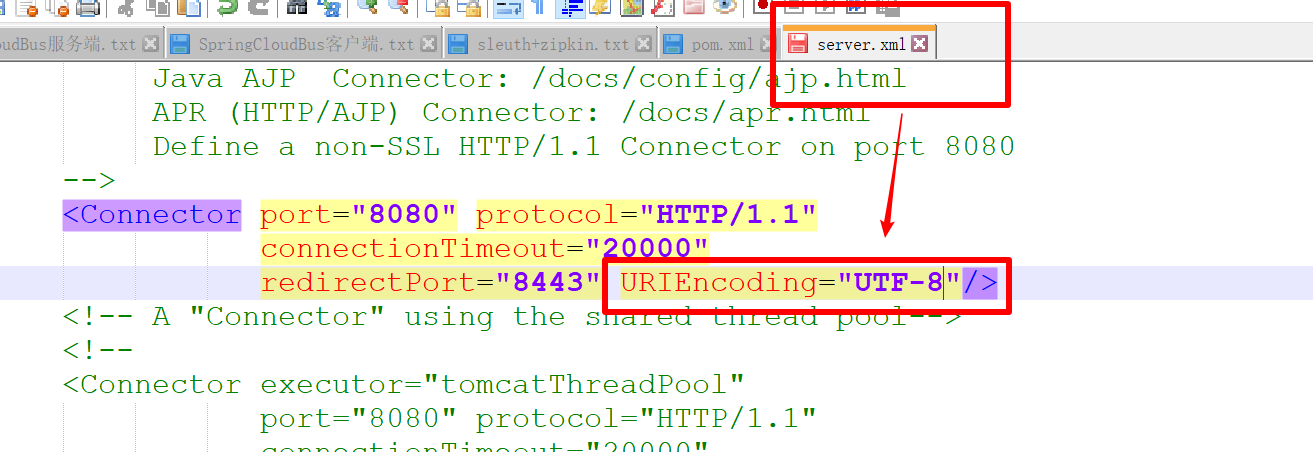 oudBus服务端.txt SpringCloudBus客户端.txt sleuth+zipkin.txt pom.xml server.xml
Java AJP  Connector: /docs/config/ajp.html
APR (HTTP/AJP) Connector: /docs/apr.html
Define a non-SSL HTTP/1.1 Connector on port 8080
-->
<Connector port="8080" protocol="HTTP/1.1"
connectionTimeout="20000"
redirectPort="8443" URIEncoding="UTF-8"/>
<!-- A "Connector" using the shared thread pool-->
<!--
<Connector executor="tomcatThreadPool"
port="8080" protocol="HTTP/1.1"
connectionTimeout="20000"